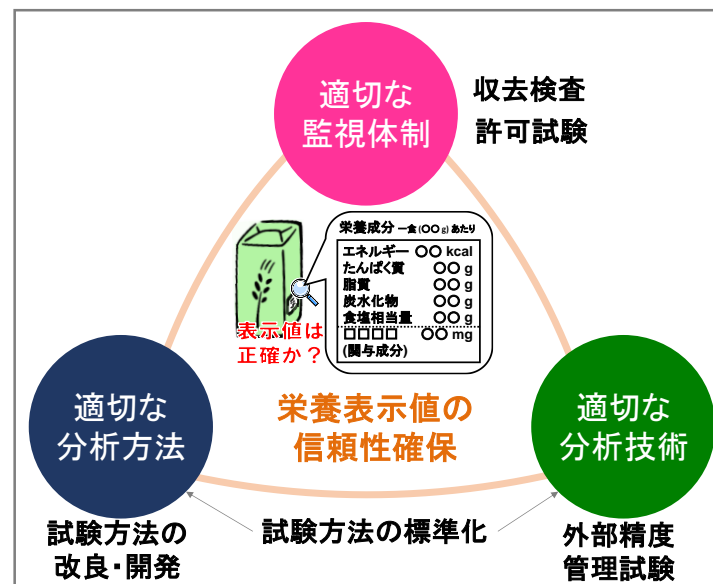 適切な
監視体制
収去検査
許可試験
栄養成分 一食(〇〇g)あたり
エネルギー 〇〇 kcal
たんぱく質 〇〇 g
脂質 〇〇 g
炭水化物 〇〇 g
食塩相当量 〇〇 g
□□□□ 〇〇 mg
(関与成分)
表示値は
正確か？
適切な
分析方法
栄養表示値の
信頼性確保
適切な
分析技術
試験方法の
改良・開発
試験方法の標準化
外部精度
管理試験